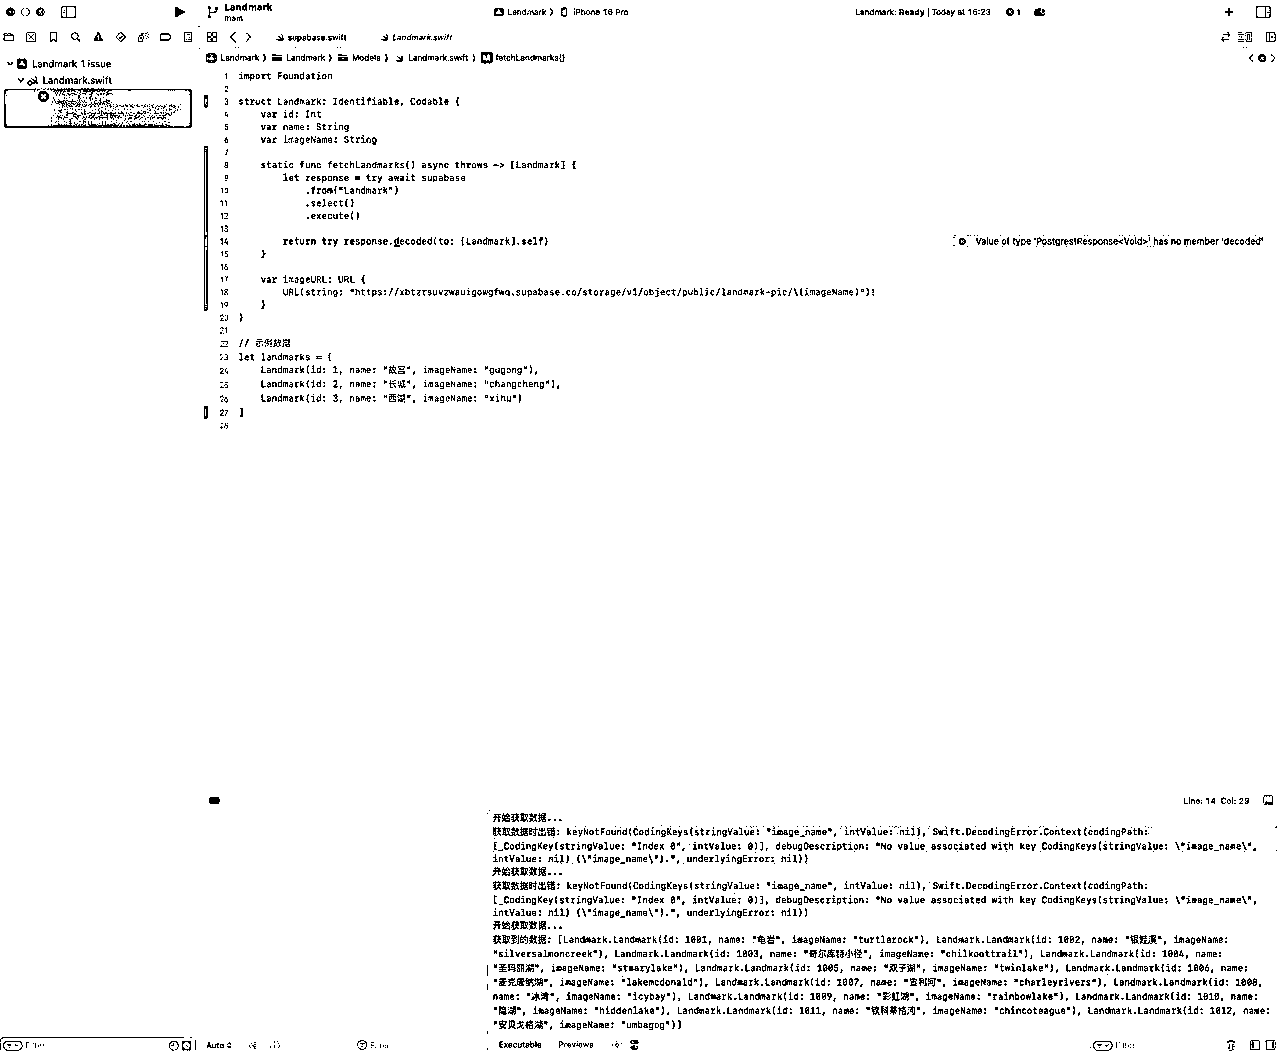 Landmark
main
Landmark 〉 iPhone 16 Pro
Landmark: Ready | Today at 16:23
1
supabase.swift
Landmark.swift
Landmark 〉 Landmark 〉 Models 〉 Landmark.swift 〉 M fetchLandmarks()
Landmark 1 issue
Landmark.swift
1 import Foundation
2
3 struct Landmark: Identifiable, Codable {
4 var id: Int
5 var name: String
6 var imageName: String
7
8 static func fetchLandmarks() async throws -> [Landmark] {
9 let response = try await supabase
10 .from("Landmark")
11 .select()
12 .execute()
13
14 return try response.decoded(to: [Landmark].self)
Value of type 'PostgrestResponse<Void>' has no member 'decoded'
15 }
16
17 var imageURL: URL {
18 URL(string: "https://xbtzrsuvzwauigowgfwq.supabase.co/storage/v1/object/public/landmark-pic/\(imageName)")!
19 }
20 }
21
22 // 示例数据
23 let landmarks = [
24 Landmark(id: 1, name: "故宫", imageName: "gugong"),
25 Landmark(id: 2, name: "长城", imageName: "changcheng"),
26 Landmark(id: 3, name: "西湖", imageName: "xihu")
27 ]
28
Line: 14 Col: 29
开始获取数据...
获取数据时出错: keyNotFound(CodingKeys(stringValue: "image_name", intValue: nil), Swift.DecodingError.Context(codingPath:
[_CodingKey(stringValue: "Index 0", intValue: 0)], debugDescription: "No value associated with key CodingKeys(stringValue: \"image_name\",
intValue: nil) (\"image_name\").", underlyingError: nil))
开始获取数据...
获取数据时出错: keyNotFound(CodingKeys(stringValue: "image_name", intValue: nil), Swift.DecodingError.Context(codingPath:
[_CodingKey(stringValue: "Index 0", intValue: 0)], debugDescription: "No value associated with key CodingKeys(stringValue: \"image_name\",
intValue: nil) (\"image_name\").", underlyingError: nil))
开始获取数据...
获取到的数据: [Landmark.Landmark(id: 1001, name: "龟岩", imageName: "turtlerock"), Landmark.Landmark(id: 1002, name: "银鲑溪", imageName:
"silversalmoncreek"), Landmark.Landmark(id: 1003, name: "奇尔库特小径", imageName: "chilkoottrail"), Landmark.Landmark(id: 1004, name:
"圣玛丽湖", imageName: "stmarylake"), Landmark.Landmark(id: 1005, name: "双子湖", imageName: "twinlake"), Landmark.Landmark(id: 1006, name:
"麦克唐纳湖", imageName: "lakemcdonald"), Landmark.Landmark(id: 1007, name: "查利河", imageName: "charleyrivers"), Landmark.Landmark(id: 1008,
name: "冰湾", imageName: "icybay"), Landmark.Landmark(id: 1009, name: "彩虹湖", imageName: "rainbowlake"), Landmark.Landmark(id: 1010, name:
"隐湖", imageName: "hiddenlake"), Landmark.Landmark(id: 1011, name: "钦科蒂格河", imageName: "chincoteague"), Landmark.Landmark(id: 1012, name:
"安贝戈格湖", imageName: "umbagog")]
Filter
Auto
Filter
Executable
Previews
Filter